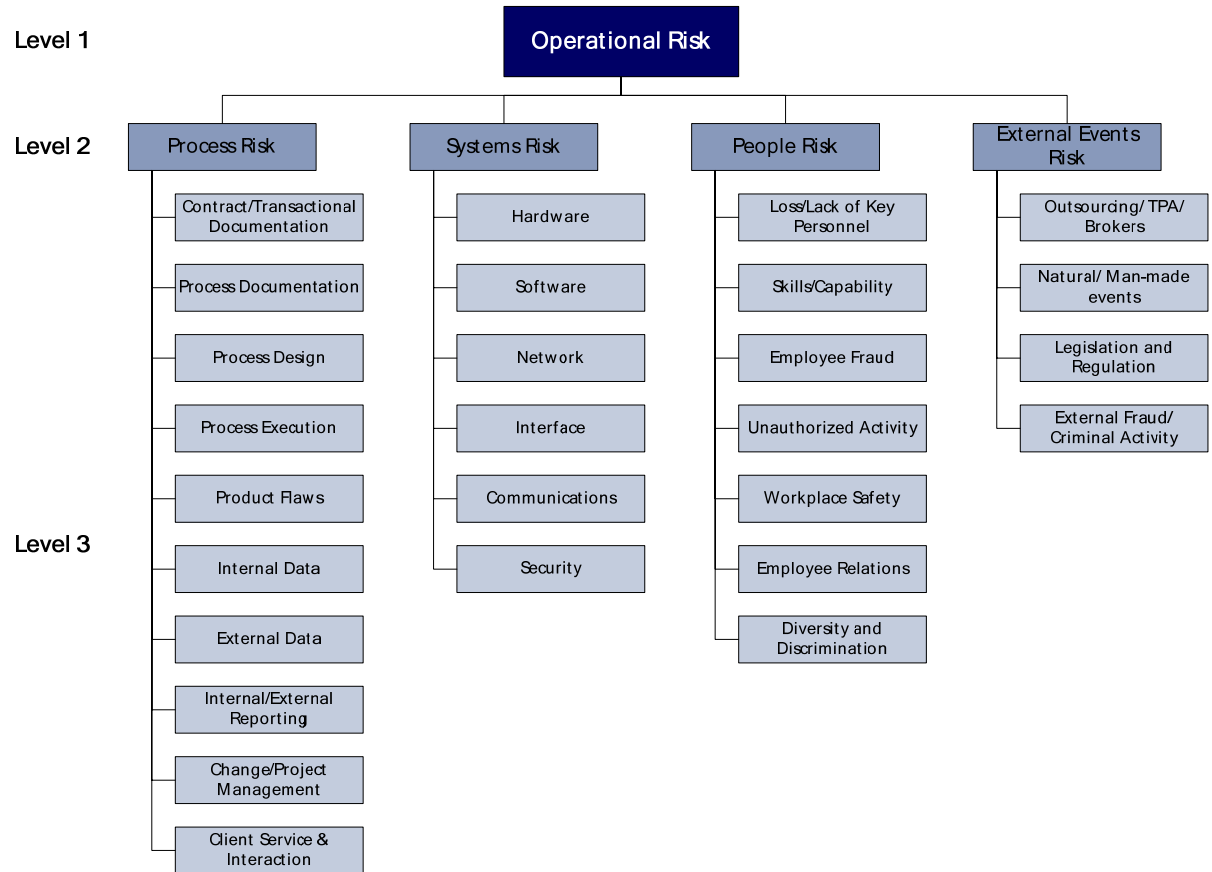 Level 1
Operational Risk
Level 2
Process Risk
Systems Risk
People Risk
External Events
Risk
Contract/Transactional
Documentation
Process Documentation
Process Design
Process Execution
Product Flaws
Level 3
Internal Data
External Data
Internal/External
Reporting
Change/Project
Management
Client Service &
Interaction
Hardware
Software
Network
Interface
Communications
Security
Loss/Lack of Key
Personnel
Skills/Capability
Employee Fraud
Unauthorized Activity
Workplace Safety
Employee Relations
Diversity and
Discrimination
Outsourcing/ TPA/
Brokers
Natural/ Man-made
events
Legislation and
Regulation
External Fraud/
Criminal Activity